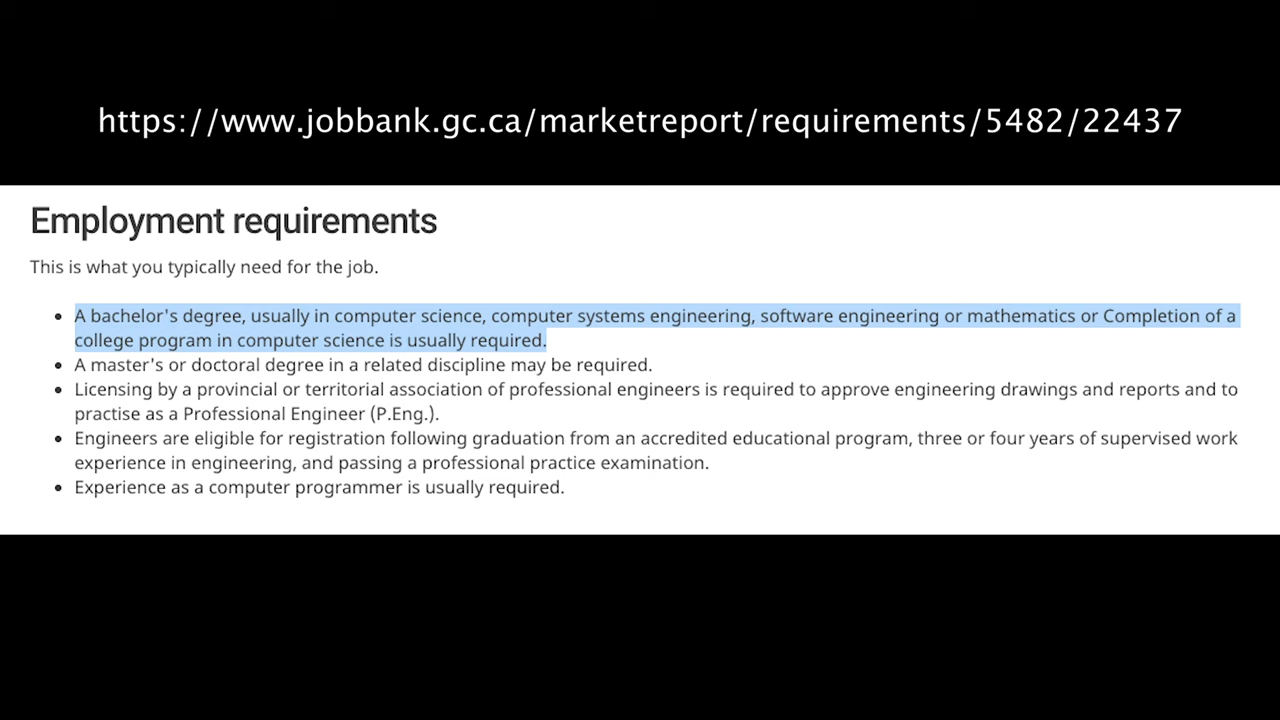 https://www.jobbank.gc.ca/marketreport/requirements/5482/22437
Employment requirements
This is what you typically need for the job.
• A bachelor's degree, usually in computer science, computer systems engineering, software engineering or mathematics or Completion of a
college program in computer science is usually required.
• A master's or doctoral degree in a related discipline may be required.
• Licensing by a provincial or territorial association of professional engineers is required to approve engineering drawings and reports and to
practise as a Professional Engineer (P.Eng.).
• Engineers are eligible for registration following graduation from an accredited educational program, three or four years of supervised work
experience in engineering, and passing a professional practice examination.
• Experience as a computer programmer is usually required.